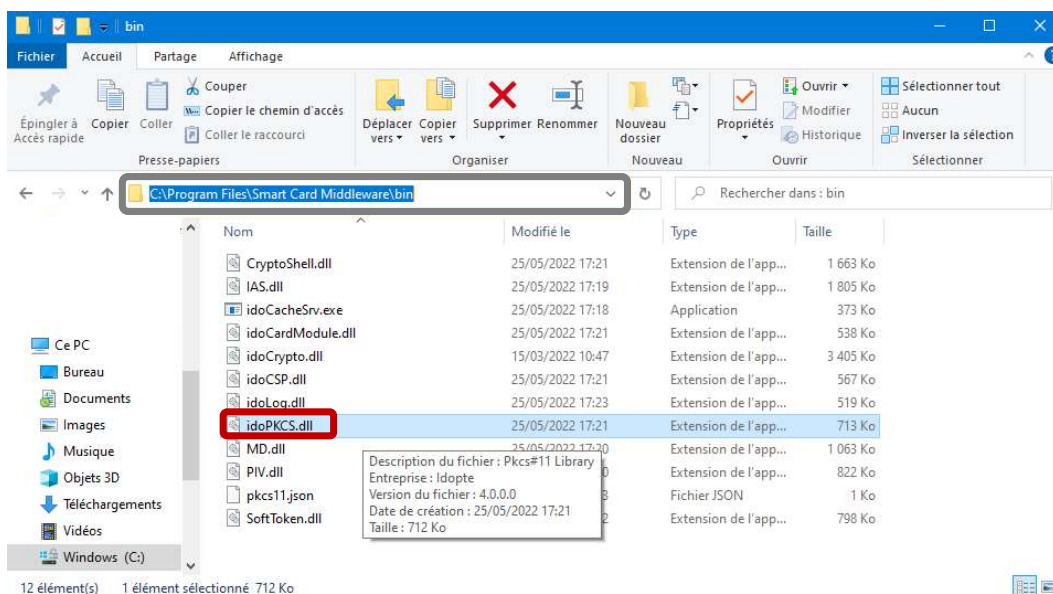 bin
Fichier Accueil Partage Affichage
Épingler à Accès rapide
Copier
Coller
Couper
Copier le chemin d'accès
Coller le raccourci
Presse-papiers
Déplacer vers
Copier vers
Supprimer
Renommer
Organiser
Nouveau dossier
Nouveau
Propriétés
Ouvrir
Modifier
Historique
Ouvrir
Sélectionner tout
Aucun
Inverser la sélection
Sélectionner
C:\Program Files\Smart Card Middleware\bin
Rechercher dans : bin
Nom Modifié le Type Taille
CryptoShell.dll 25/05/2022 17:21 Extension de l'app... 1 663 Ko
IAS.dll 25/05/2022 17:19 Extension de l'app... 1 805 Ko
idoCacheSrv.exe 25/05/2022 17:18 Application 373 Ko
idoCardModule.dll 25/05/2022 17:21 Extension de l'app... 538 Ko
idoCrypto.dll 15/03/2022 10:47 Extension de l'app... 3 405 Ko
idoCSP.dll 25/05/2022 17:21 Extension de l'app... 567 Ko
idoLog.dll 25/05/2022 17:23 Extension de l'app... 519 Ko
idoPKCS.dll 25/05/2022 17:21 Extension de l'app... 713 Ko
MD.dll 25/05/2022 17:20 Extension de l'app... 1 063 Ko
PIV.dll 0 Extension de l'app... 822 Ko
pkcs11.json 3 Fichier JSON 1 Ko
SoftToken.dll 2 Extension de l'app... 798 Ko
Description du fichier : Pkcs#11 Library
Entreprise : Idopte
Version du fichier : 4.0.0.0
Date de création : 25/05/2022 17:21
Taille : 712 Ko
Ce PC
Bureau
Documents
Images
Musique
Objets 3D
Téléchargements
Vidéos
Windows (C:)
12 élément(s) 1 élément sélectionné 712 Ko